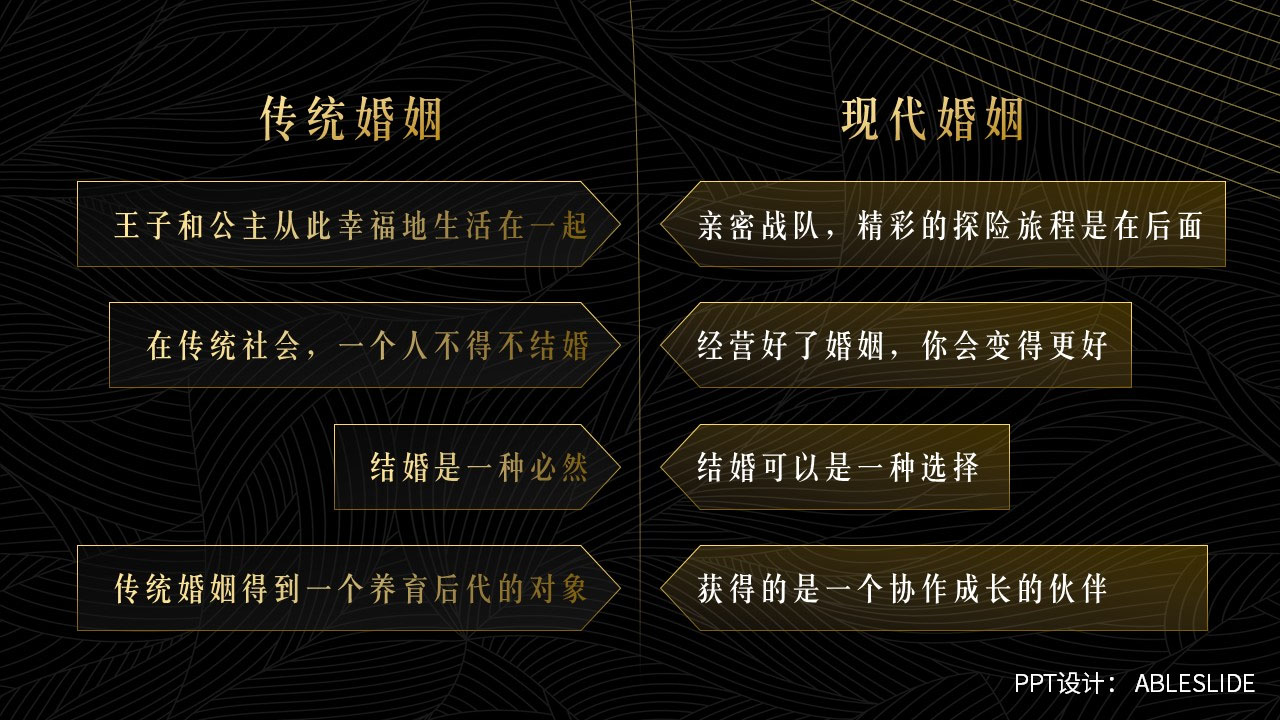 传统婚姻
王子和公主从此幸福地生活在一起
在传统社会，一个人不得不结婚
结婚是一种必然
传统婚姻得到一个养育后代的对象
现代婚姻
亲密战队，精彩的探险旅程是在后面
经营好了婚姻，你会变得更好
结婚可以是一种选择
获得的是一个协作成长的伙伴
PPT设计： ABLESLIDE